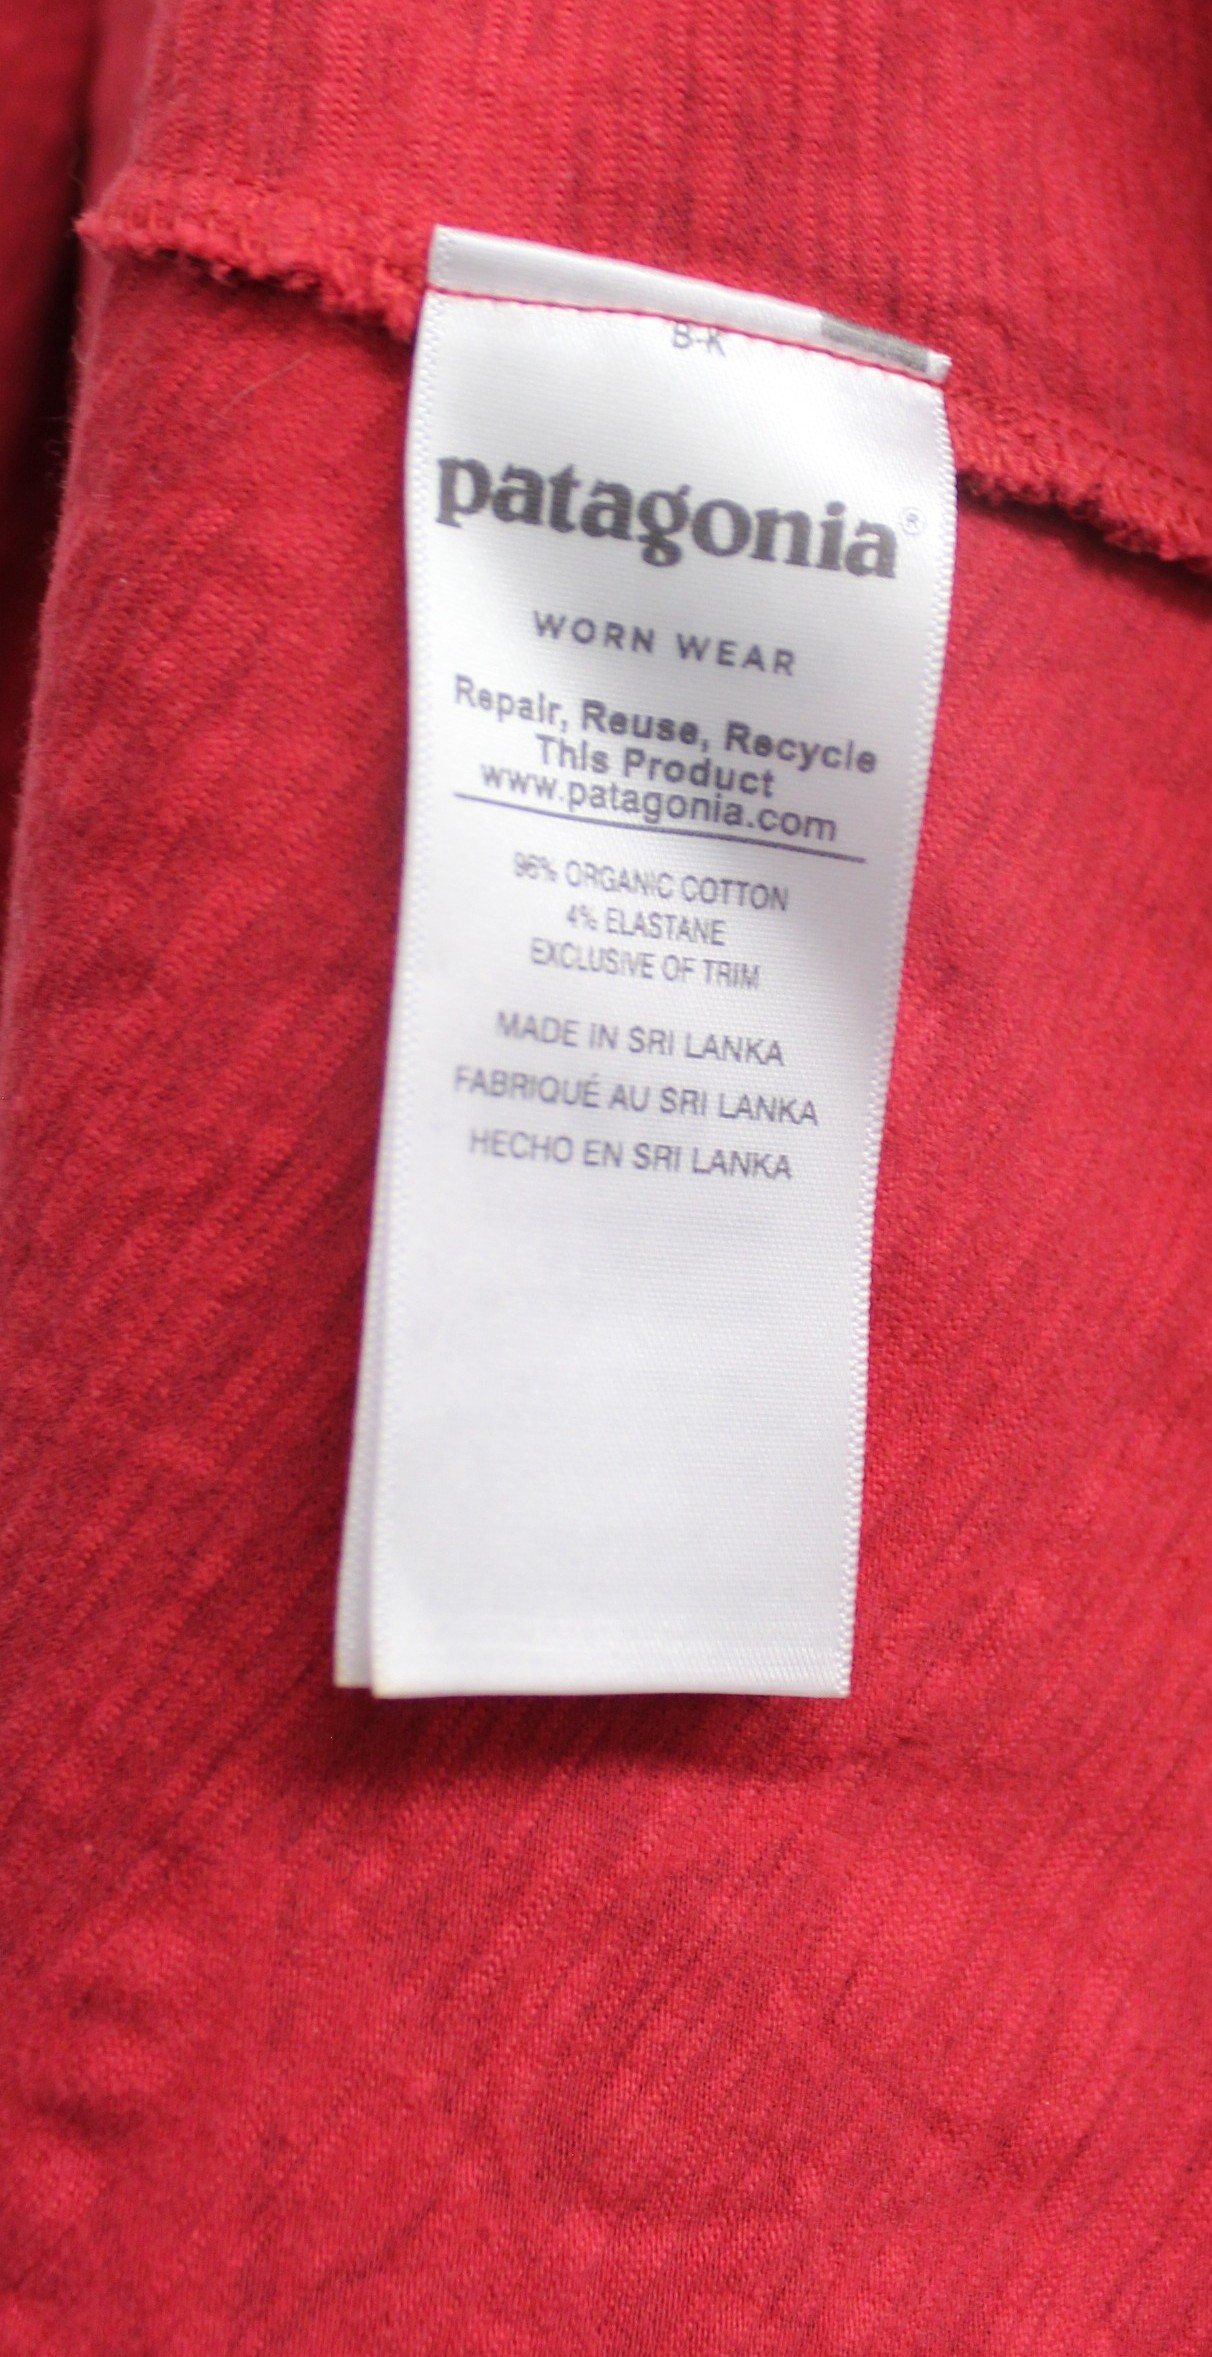 B-K
patagonia®
WORN WEAR
Repair, Reuse, Recycle
This Product
www.patagonia.com
96% ORGANIC COTTON
4% ELASTANE
EXCLUSIVE OF TRIM
MADE IN SRI LANKA
FABRIQUÉ AU SRI LANKA
HECHO EN SRI LANKA